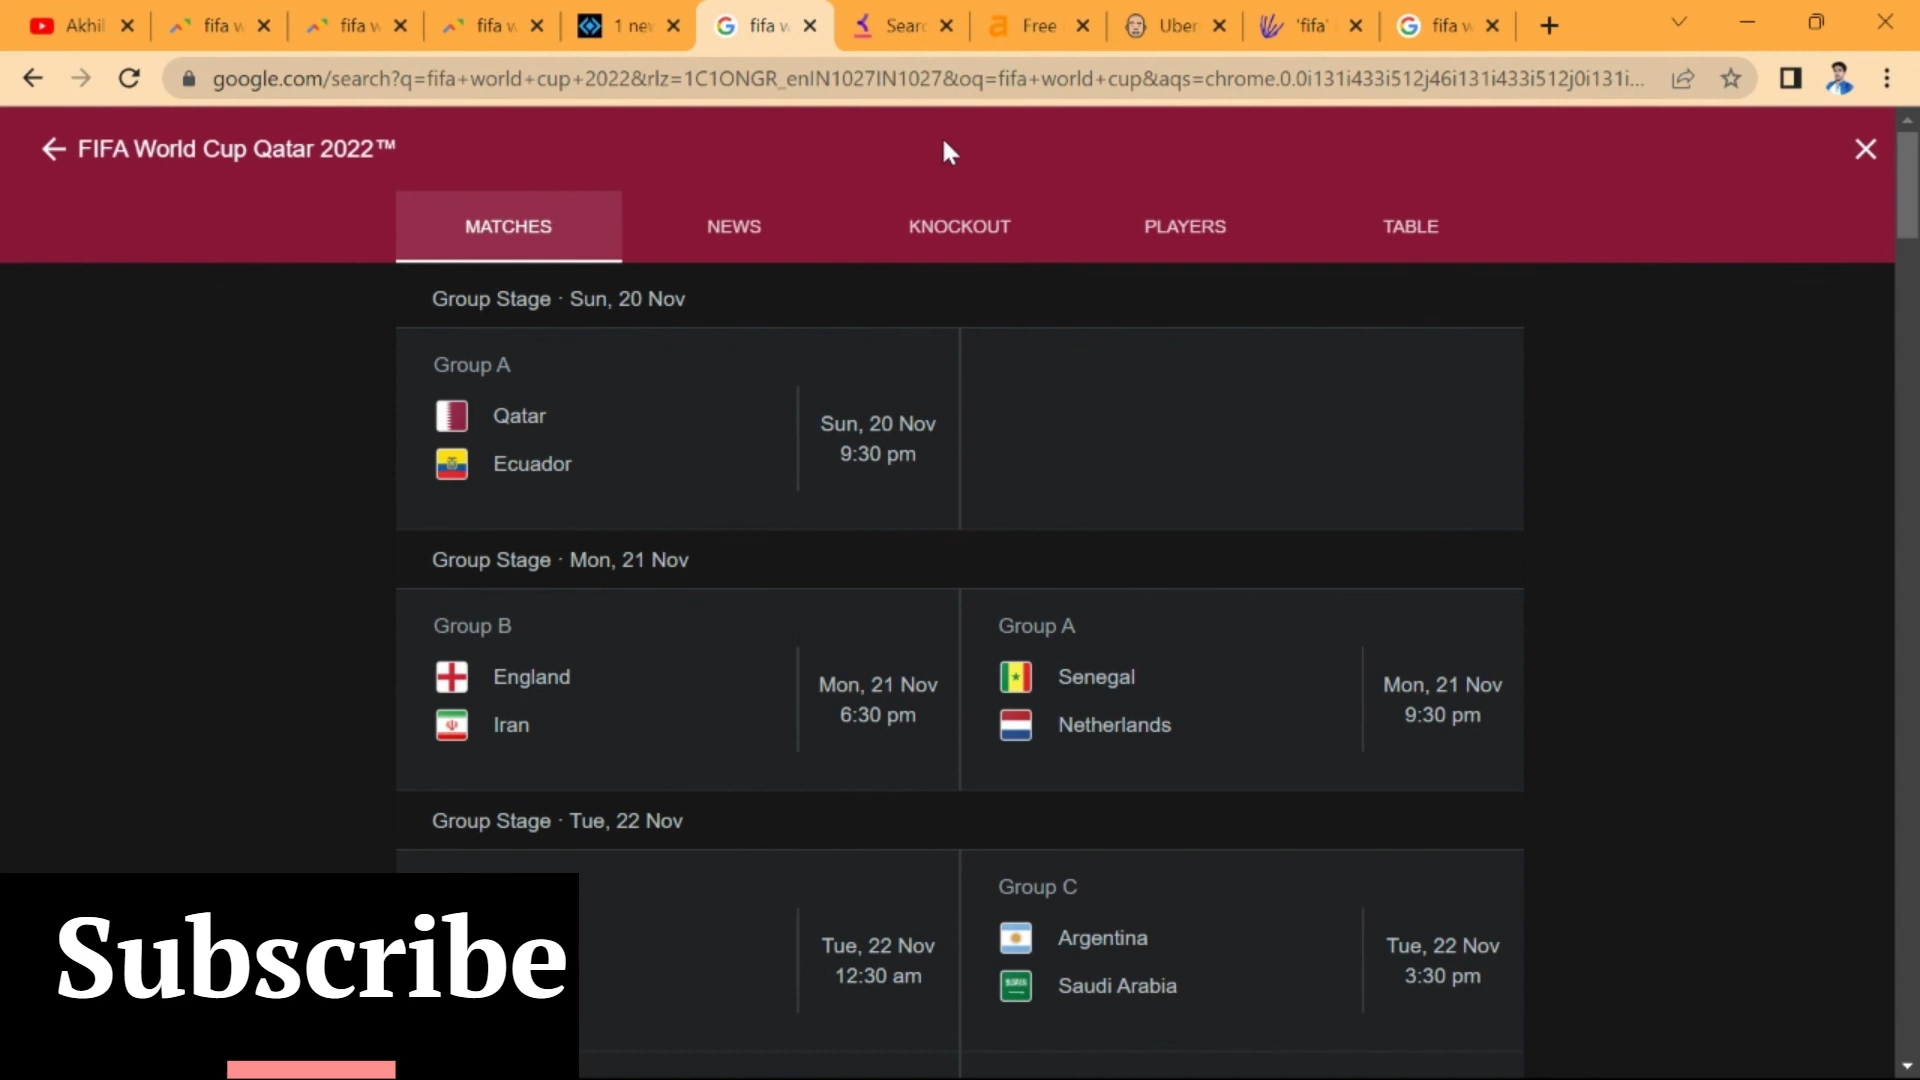 Akhil fifa w fifa w fifa w 1 nev fifa w Searc Free Uber 'fifa' fifa w
google.com/search?q=fifa+world+cup+2022&rlz=1C1ONGR_enIN1027IN1027&oq=fifa+world+cup&aqs=chrome.0.0i131i433i512j46i131i433i512j0i131i...
FIFA World Cup Qatar 2022™
MATCHES NEWS KNOCKOUT PLAYERS TABLE
Group Stage · Sun, 20 Nov
Group A
Qatar
Ecuador
Sun, 20 Nov
9:30 pm
Group Stage · Mon, 21 Nov
Group B
England
Iran
Mon, 21 Nov
6:30 pm
Group A
Senegal
Netherlands
Mon, 21 Nov
9:30 pm
Group Stage · Tue, 22 Nov
Tue, 22 Nov
12:30 am
Group C
Argentina
Saudi Arabia
Tue, 22 Nov
3:30 pm
Subscribe